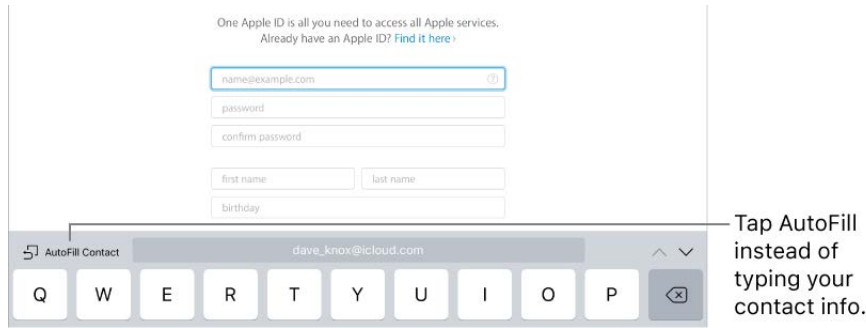 One Apple ID is all you need to access all Apple services.
Already have an Apple ID? Find it here ›
name@example.com
password
confirm password
first name last name
birthday
AutoFill Contact dave_knox@icloud.com
Q W E R T Y U I O P
Tap AutoFill
instead of
typing your
contact info.